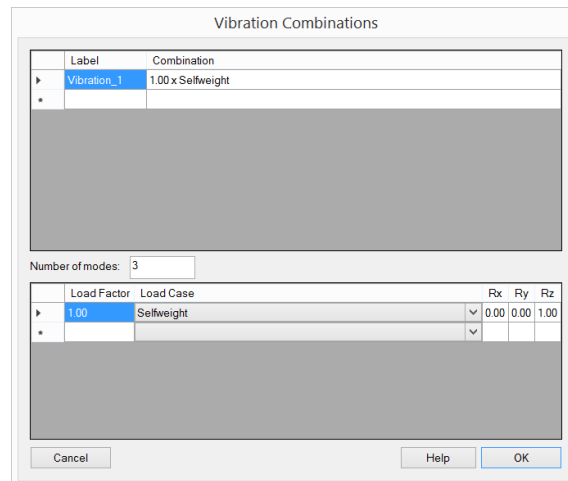 Vibration Combinations
Label Combination
Vibration_1 1.00 x Selfweight
Number of modes: 3
Load Factor Load Case Rx Ry Rz
1.00 Selfweight 0.00 0.00 1.00
Cancel Help OK